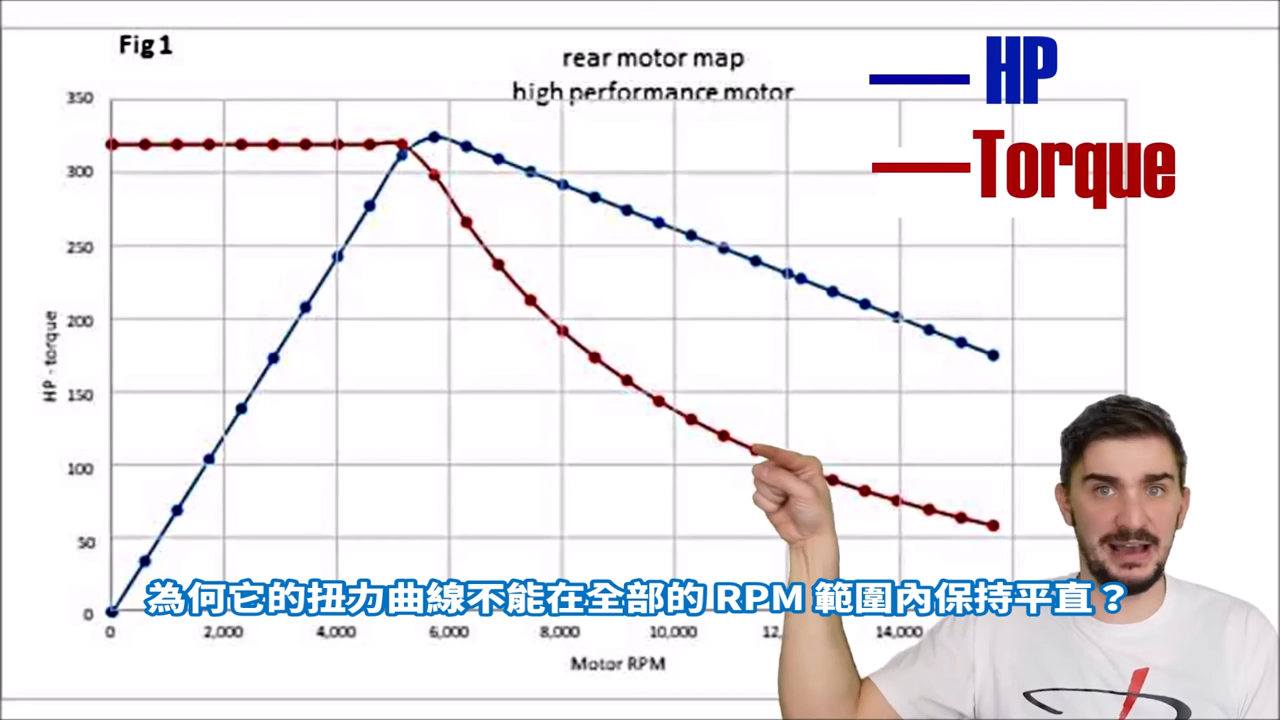 Fig 1
rear motor map
high performance motor
HP
Torque
350
300
250
200
150
100
50
0
HP - torque
0 2,000 4,000 6,000 8,000 10,000 14,000
Motor RPM
為何它的扭力曲線不能在全部的 RPM 範圍內保持平直？